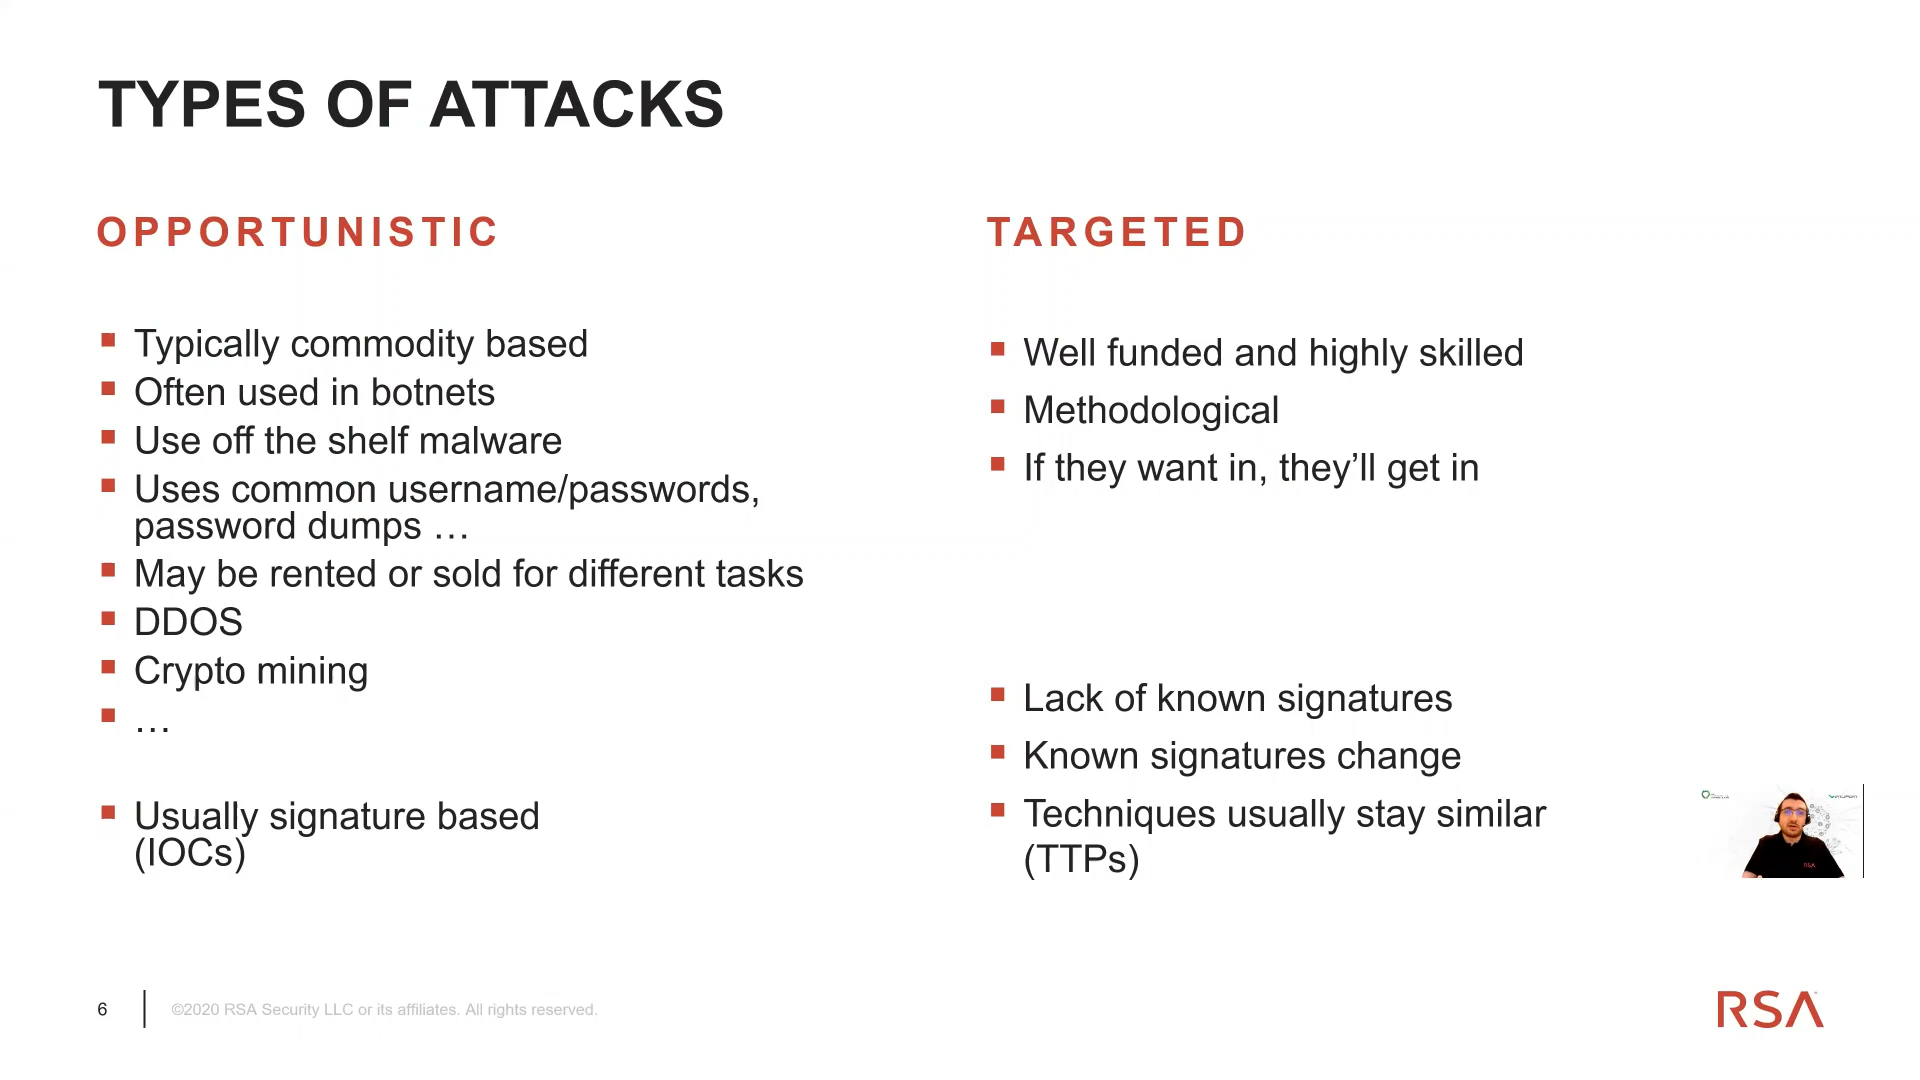 TYPES OF ATTACKS
OPPORTUNISTIC
Typically commodity based
Often used in botnets
Use off the shelf malware
Uses common username/passwords,
password dumps …
May be rented or sold for different tasks
DDOS
Crypto mining
…
Usually signature based
(IOCs)
TARGETED
Well funded and highly skilled
Methodological
If they want in, they’ll get in
Lack of known signatures
Known signatures change
Techniques usually stay similar
(TTPs)
RSA
6
©2020 RSA Security LLC or its affiliates. All rights reserved.
RSA